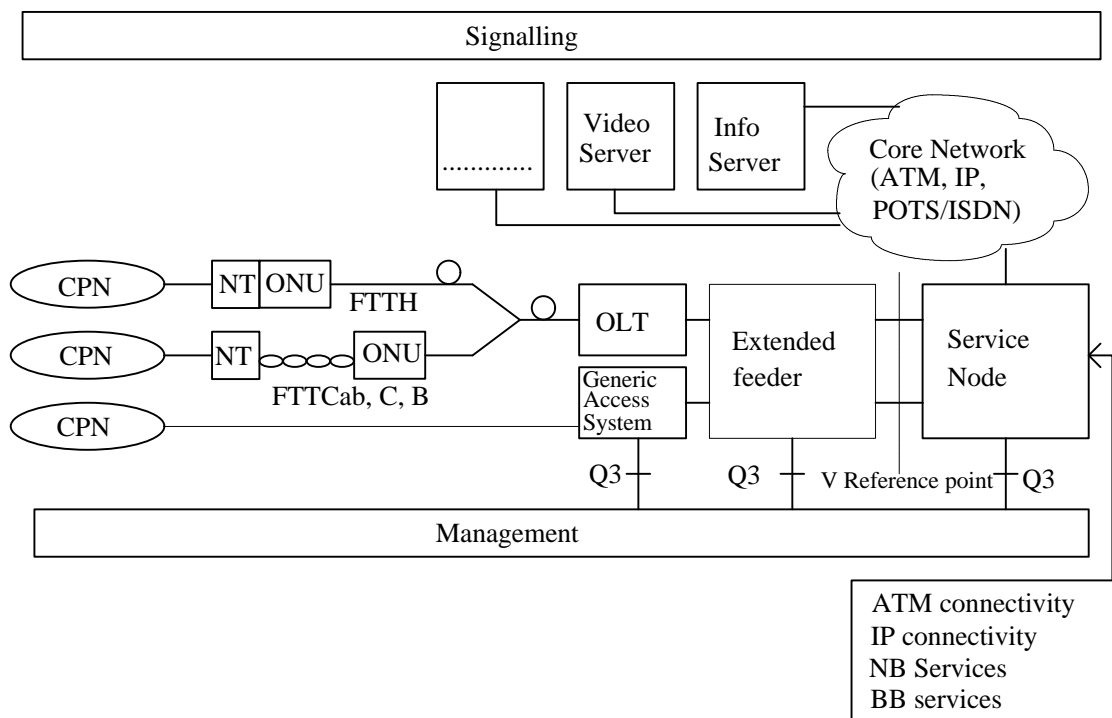 Signalling
.............
Video
Server
Info
Server
Core Network
(ATM, IP,
POTS/ISDN)
CPN
NT
ONU
FTTH
OLT
Extended
feeder
Service
Node
CPN
NT
ONU
FTTCab, C, B
Generic
Access
System
CPN
Q3
Q3
V Reference point
Q3
Management
ATM connectivity
IP connectivity
NB Services
BB services